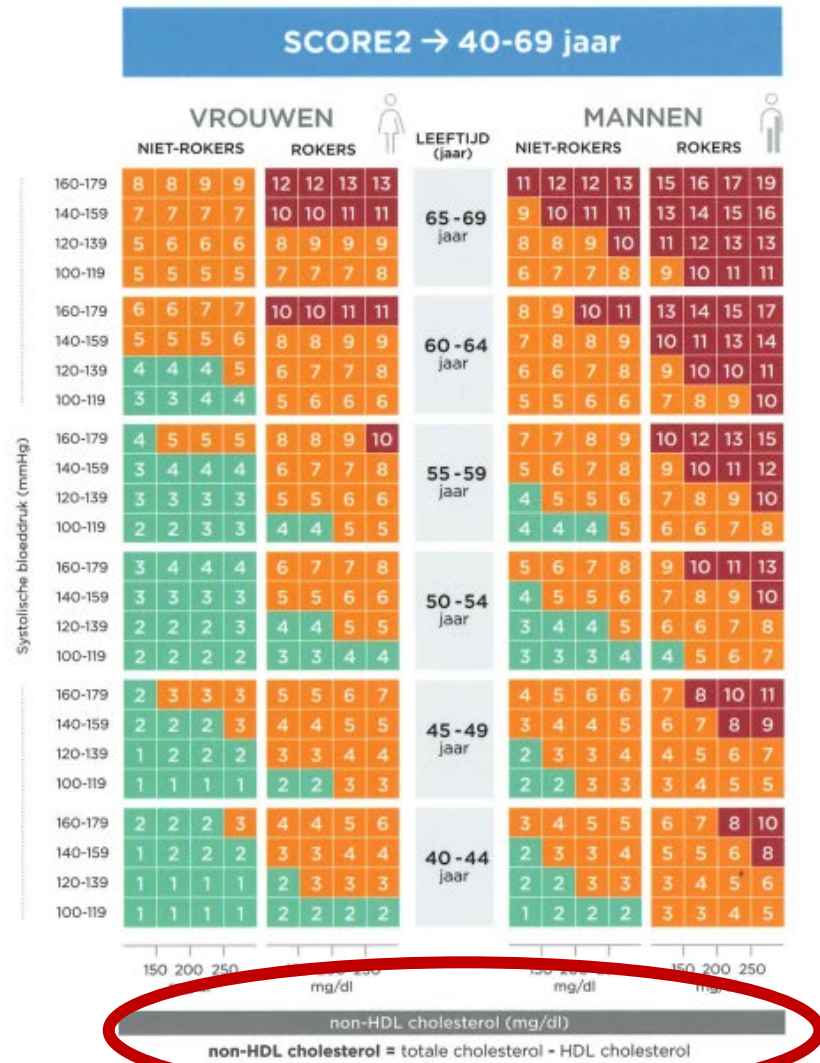 SCORE2 → 40-69 jaar
VROUWEN MANNEN
NIET-ROKERS ROKERS LEEFTIJD (jaar) NIET-ROKERS ROKERS
Systolische bloeddruk (mmHg)
65-69 jaar
160-179 8 8 9 9 12 12 13 13 11 12 12 13 15 16 17 19
140-159 7 7 7 7 10 10 11 11 9 10 11 11 13 14 15 16
120-139 5 6 6 6 8 9 9 9 8 8 9 10 11 12 13 13
100-119 5 5 5 5 7 7 7 8 6 7 7 8 9 10 11 11
60-64 jaar
160-179 6 6 7 7 10 10 11 11 8 9 10 11 13 14 15 17
140-159 5 5 5 6 8 8 9 9 7 8 8 9 10 11 13 14
120-139 4 4 4 5 6 7 7 8 6 6 7 8 9 10 10 11
100-119 3 3 4 4 5 6 6 6 5 5 6 6 7 8 9 10
55-59 jaar
160-179 4 5 5 5 8 8 9 10 7 7 8 9 10 12 13 15
140-159 3 4 4 4 6 7 7 8 5 6 7 8 9 10 11 12
120-139 3 3 3 3 5 5 6 6 4 5 5 6 7 8 9 10
100-119 2 2 3 3 4 4 5 5 4 4 4 5 6 6 7 8
50-54 jaar
160-179 3 4 4 4 6 7 7 8 5 6 7 8 9 10 11 13
140-159 3 3 3 3 5 5 6 6 4 5 5 6 7 8 9 10
120-139 2 2 2 3 4 4 5 5 3 4 4 5 6 6 7 8
100-119 2 2 2 2 3 3 4 4 3 3 3 4 4 5 6 7
45-49 jaar
160-179 2 3 3 3 5 5 6 7 4 5 6 6 7 8 10 11
140-159 2 2 2 3 4 4 5 5 3 4 4 5 6 7 8 9
120-139 1 2 2 2 3 3 4 4 2 3 3 4 4 5 6 7
100-119 1 1 1 1 2 2 3 3 2 2 3 3 3 4 5 5
40-44 jaar
160-179 2 2 2 3 4 4 5 6 3 4 5 5 6 7 8 10
140-159 1 2 2 2 3 3 4 4 2 3 3 4 5 5 6 8
120-139 1 1 1 1 2 3 3 3 2 2 3 3 3 4 5 6
100-119 1 1 1 1 2 2 2 2 1 2 2 2 3 3 4 5
150 200 250 200 150 200 250
mg/dl mg/dl
non-HDL cholesterol (mg/dl)
non-HDL cholesterol = totale cholesterol - HDL cholesterol